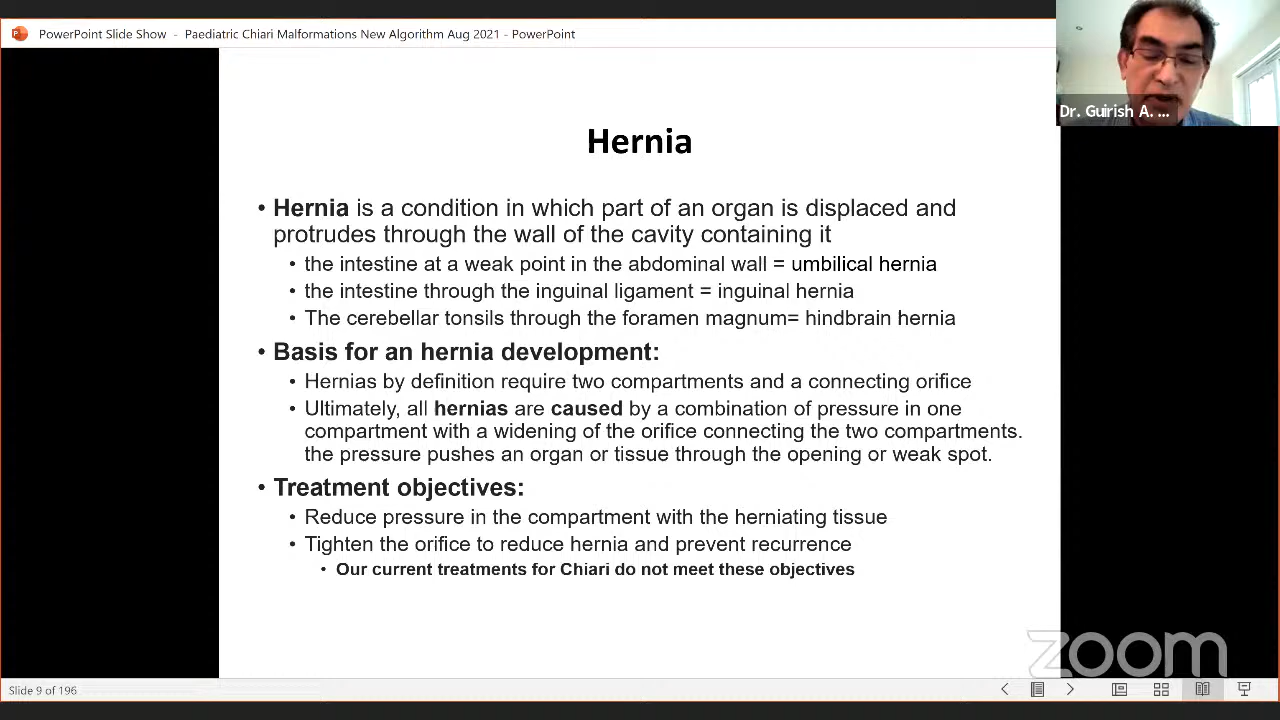 PowerPoint Slide Show - Paediatric Chiari Malformations New Algorithm Aug 2021 - PowerPoint
Dr. Guirish A. ...
Hernia
• Hernia is a condition in which part of an organ is displaced and
protrudes through the wall of the cavity containing it
• the intestine at a weak point in the abdominal wall = umbilical hernia
• the intestine through the inguinal ligament = inguinal hernia
• The cerebellar tonsils through the foramen magnum= hindbrain hernia
• Basis for an hernia development:
• Hernias by definition require two compartments and a connecting orifice
• Ultimately, all hernias are caused by a combination of pressure in one
compartment with a widening of the orifice connecting the two compartments.
the pressure pushes an organ or tissue through the opening or weak spot.
• Treatment objectives:
• Reduce pressure in the compartment with the herniating tissue
• Tighten the orifice to reduce hernia and prevent recurrence
• Our current treatments for Chiari do not meet these objectives
zoom
Slide 9 of 196